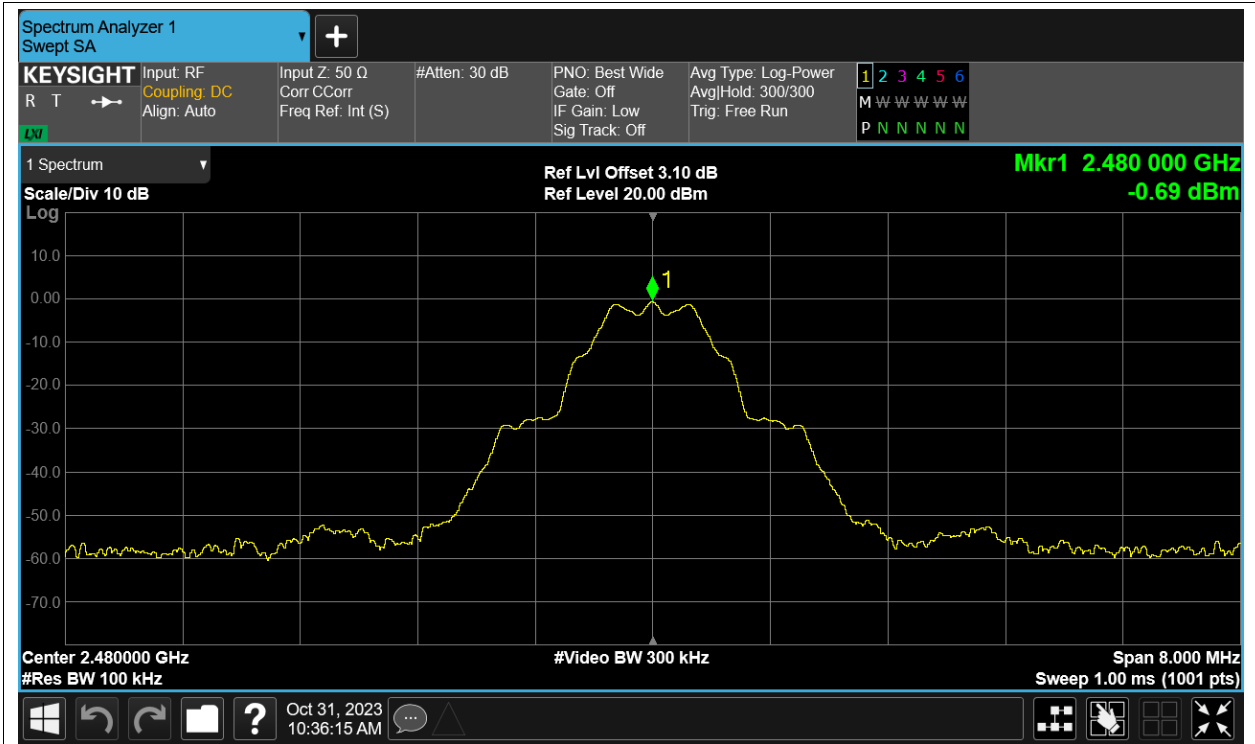 Spectrum Analyzer 1
Swept SA
KEYSIGHT
R T
LXI
Input: RF
Coupling: DC
Align: Auto
Input Z: 50 Ω
Corr CCorr
Freq Ref: Int (S)
#Atten: 30 dB
PNO: Best Wide
Gate: Off
IF Gain: Low
Sig Track: Off
Avg Type: Log-Power
Avg|Hold: 300/300
Trig: Free Run
1 2 3 4 5 6
M W W W W W
P N N N N N
1 Spectrum
Scale/Div 10 dB
Log
Ref Lvl Offset 3.10 dB
Ref Level 20.00 dBm
Mkr1 2.480 000 GHz
-0.69 dBm
10.0
0.00
-10.0
-20.0
-30.0
-40.0
-50.0
-60.0
-70.0
1
Center 2.480000 GHz
#Video BW 300 kHz
Span 8.000 MHz
#Res BW 100 kHz
Sweep 1.00 ms (1001 pts)
?
Oct 31, 2023
10:36:15 AM